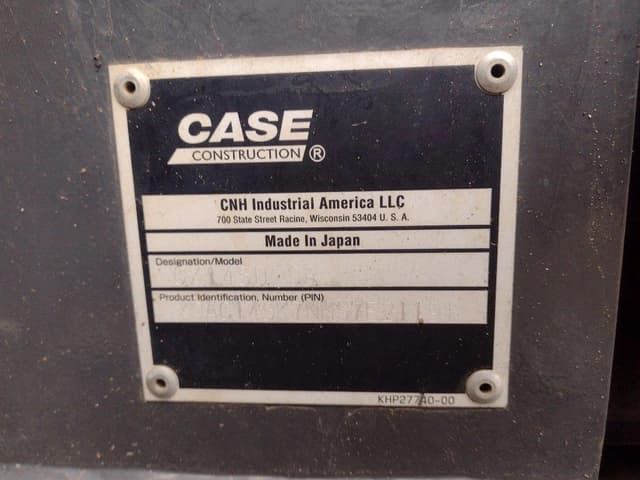 CASE
CONSTRUCTION ®
CNH Industrial America LLC
700 State Street Racine, Wisconsin 53404 U. S. A.
Made In Japan
Designation/Model
Product Identification, Number (PIN)
KHP27740-00